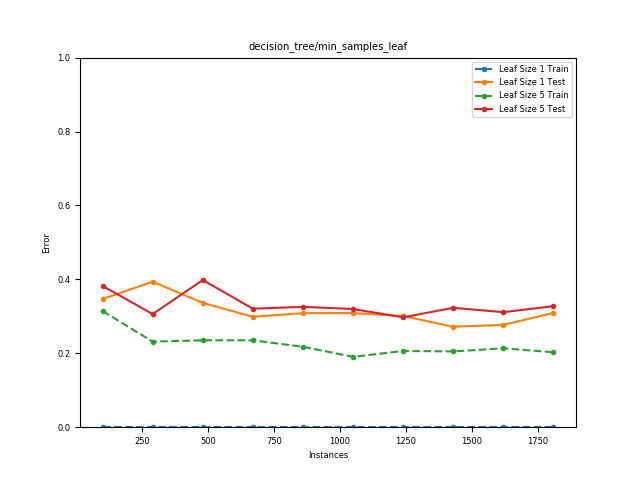 decision_tree/min_samples_leaf
1.0
0.8
0.6
0.4
0.2
0.0
Error
Leaf Size 1 Train
Leaf Size 1 Test
Leaf Size 5 Train
Leaf Size 5 Test
250 500 750 1000 1250 1500 1750
Instances